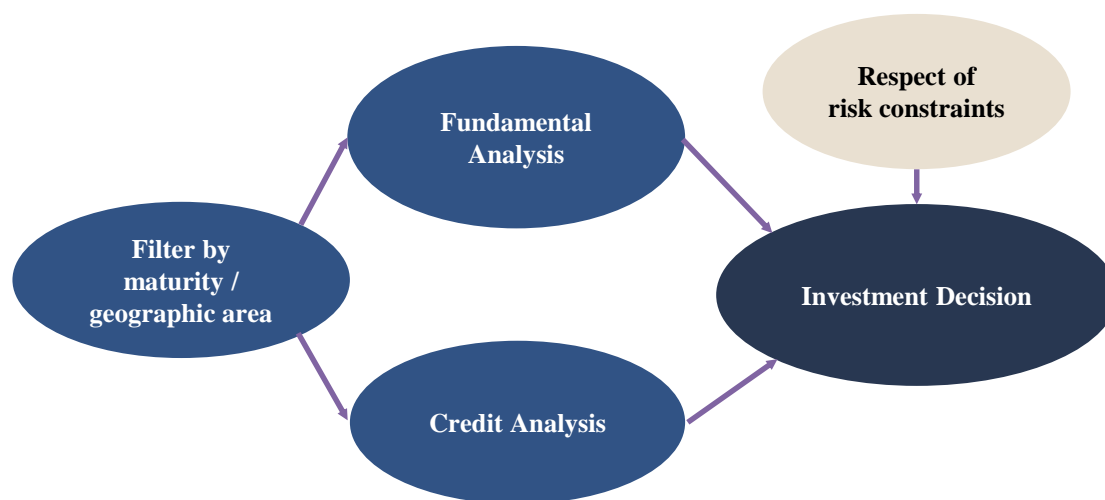 Fundamental
Analysis
Respect of
risk constraints
Filter by
maturity /
geographic area
Investment Decision
Credit Analysis